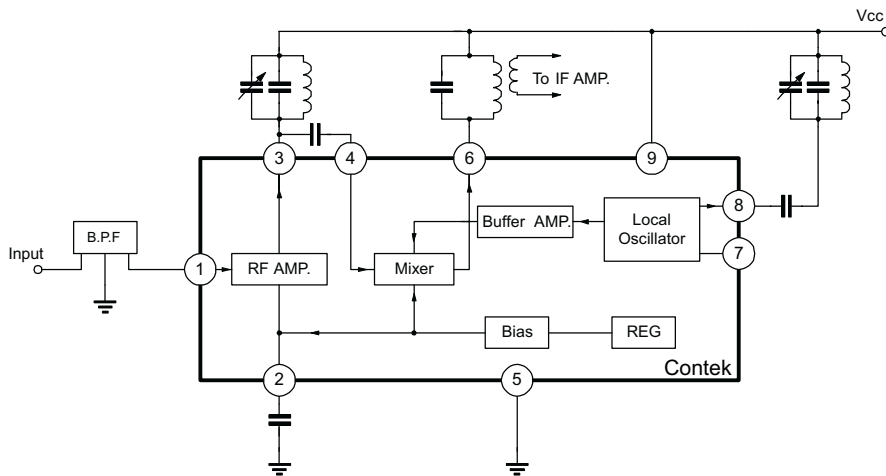 Vcc
To IF AMP.
3
4
6
9
8
Buffer AMP.
Local
Oscillator
B.P.F
Input
7
1
RF AMP.
Mixer
Bias
REG
Contek
2
5